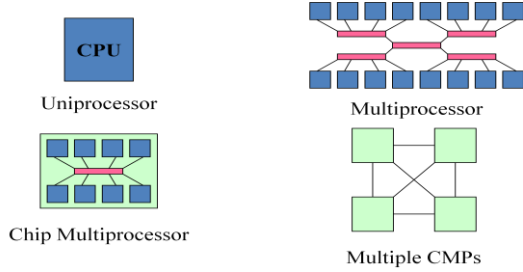 CPU
Uniprocessor
Multiprocessor
Chip Multiprocessor
Multiple CMPs